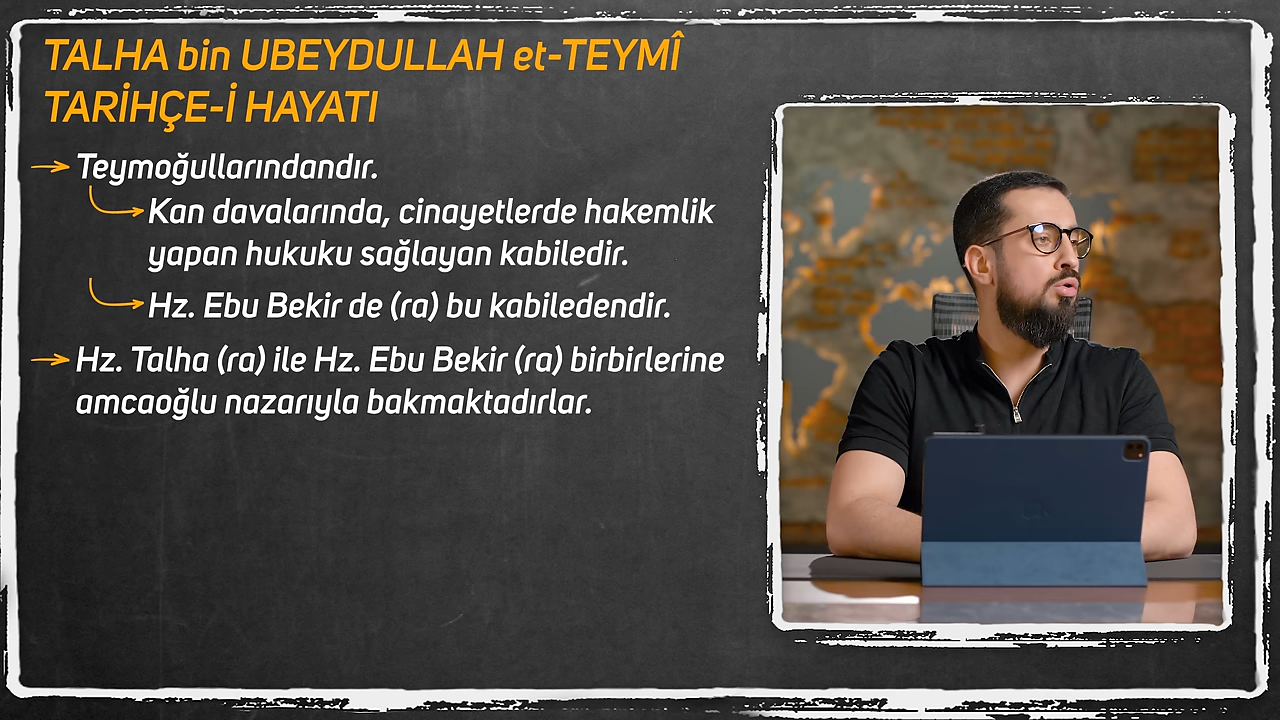 TALHA bin UBEYDULLAH et-TEYMÎ
TARİHÇE-İ HAYATI
Teymoğullarındandır.
Kan davalarında, cinayetlerde hakemlik
yapan hukuku sağlayan kabiledir.
Hz. Ebu Bekir de (ra) bu kabiledendir.
Hz. Talha (ra) ile Hz. Ebu Bekir (ra) birbirlerine
amcaoğlu nazarıyla bakmaktadırlar.